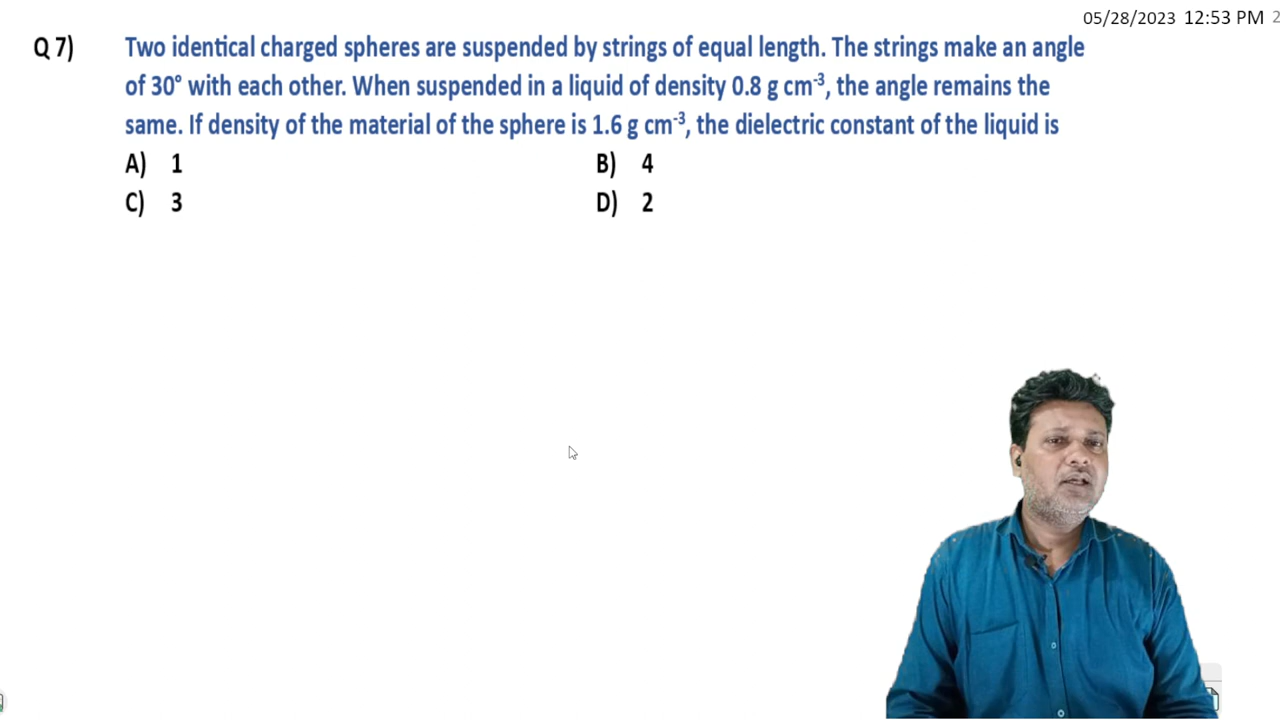 05/28/2023 12:53 PM 2
Q 7) Two identical charged spheres are suspended by strings of equal length. The strings make an angle
of 30° with each other. When suspended in a liquid of density 0.8 g cm⁻³, the angle remains the
same. If density of the material of the sphere is 1.6 g cm⁻³, the dielectric constant of the liquid is
A) 1 B) 4
C) 3 D) 2